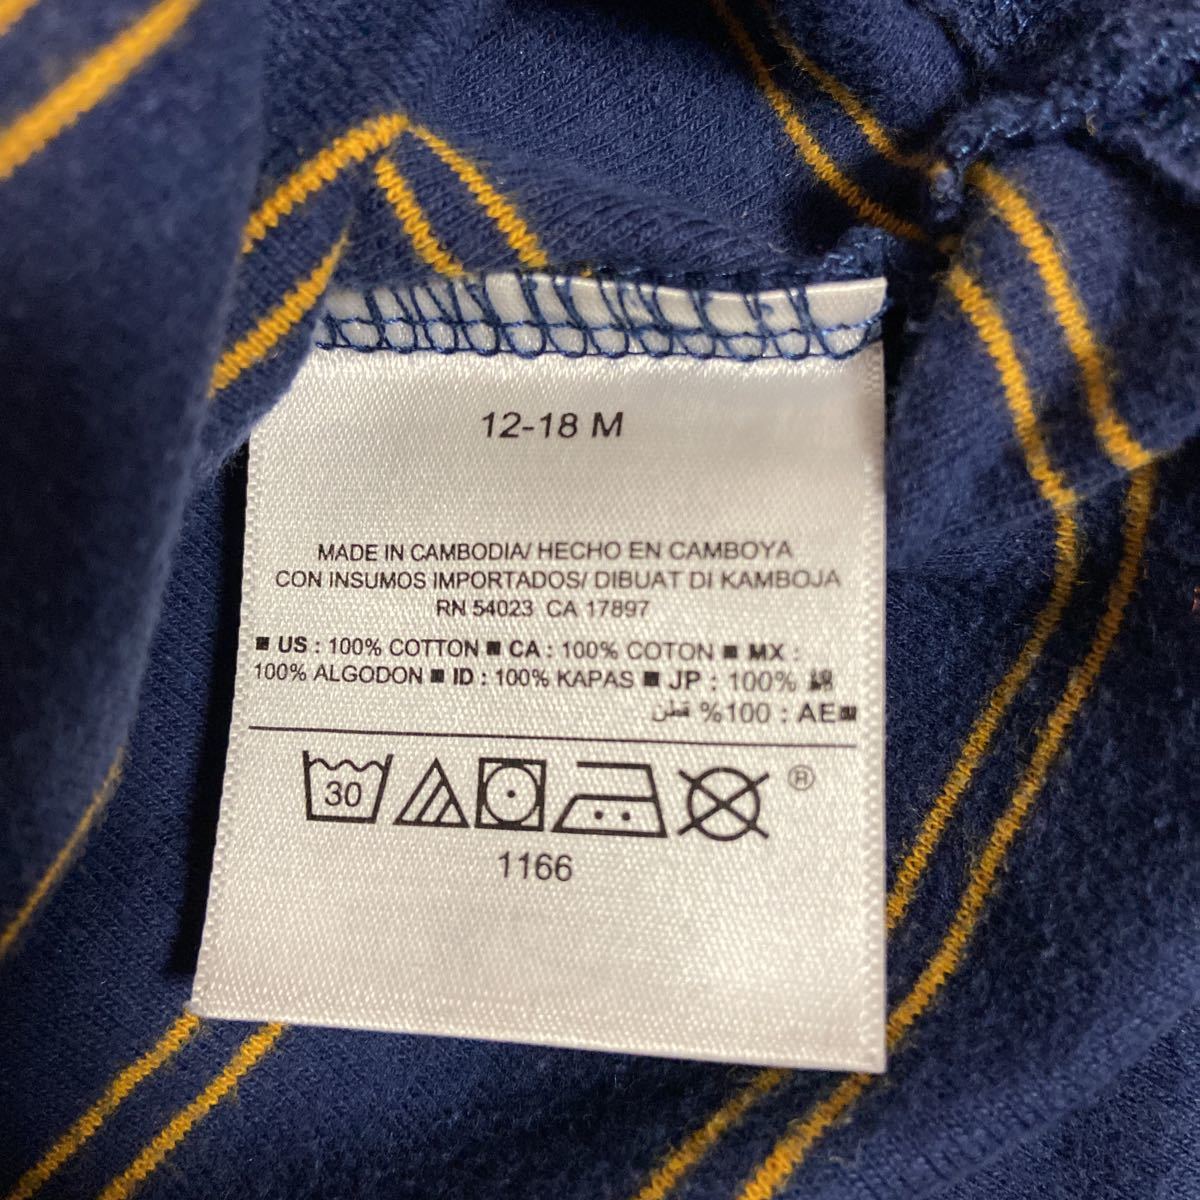 12-18 M
MADE IN CAMBODIA/ HECHO EN CAMBOYA
CON INSUMOS IMPORTADOS/ DIBUAT DI KAMBOJA
RN 54023 CA 17897
■ US : 100% COTTON ■ CA : 100% COTON ■ MX :
100% ALGODON ■ ID : 100% KAPAS ■ JP : 100% 綿
■AE : 100% قطن
30
®
1166